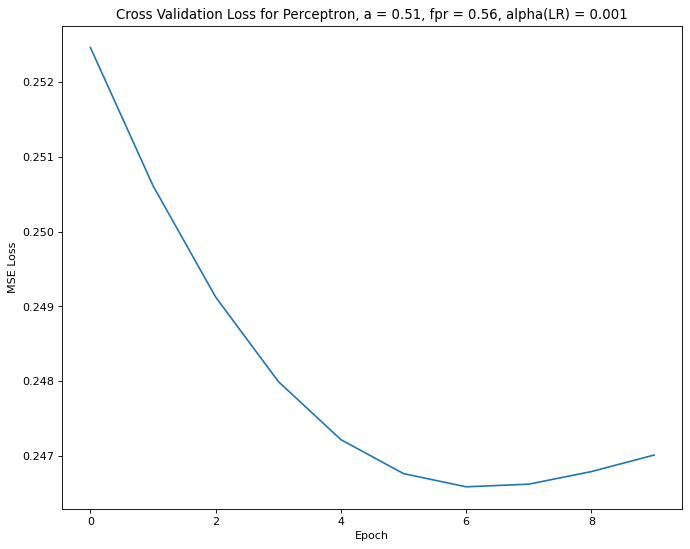 Cross Validation Loss for Perceptron, a = 0.51, fpr = 0.56, alpha(LR) = 0.001
0.252
0.251
0.250
0.249
0.248
0.247
MSE Loss
0 2 4 6 8
Epoch